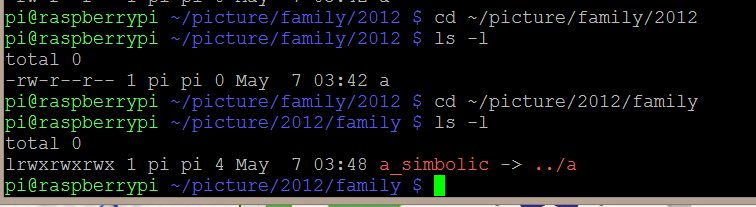 pi@raspberrypi ~/picture/family/2012 $ cd ~/picture/family/2012
pi@raspberrypi ~/picture/family/2012 $ ls -l
total 0
-rw-r--r-- 1 pi pi 0 May  7 03:42 a
pi@raspberrypi ~/picture/family/2012 $ cd ~/picture/2012/family
pi@raspberrypi ~/picture/2012/family $ ls -l
total 0
lrwxrwxrwx 1 pi pi 4 May  7 03:48 a_simbolic -> ../a
pi@raspberrypi ~/picture/2012/family $